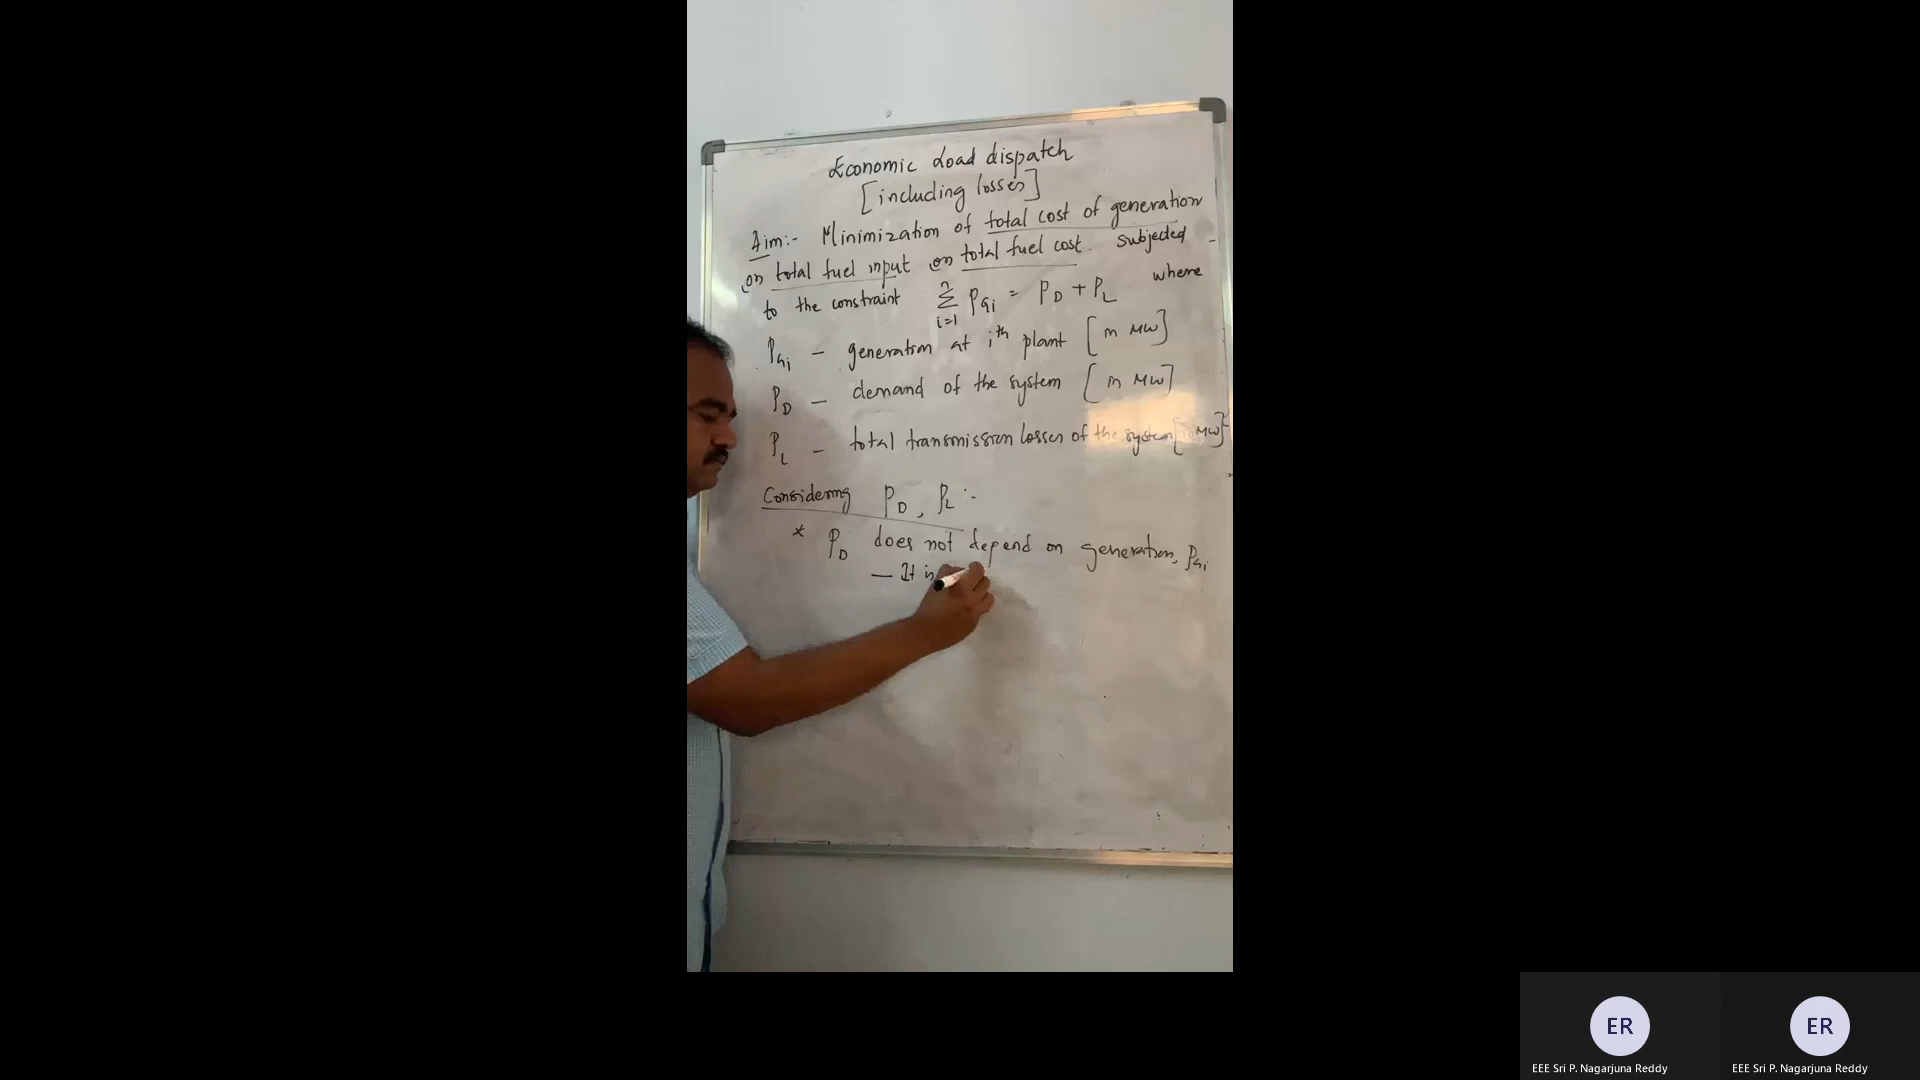 Economic Load dispatch
[including losses]
Aim:- Minimization of total cost of generation
(or) total fuel input (or) total fuel cost. Subjected -
to the constraint n∑i=1 PGi = PD + PL where
PGi - generation at ith plant [in MW]
PD - demand of the system [in MW]
PL - total transmission losses of the system [in MW]
Considering PD, PL :-
* PD does not depend on generation, PGi
— It is
ER
EEE Sri P. Nagarjuna Reddy
ER
EEE Sri P. Nagarjuna Reddy